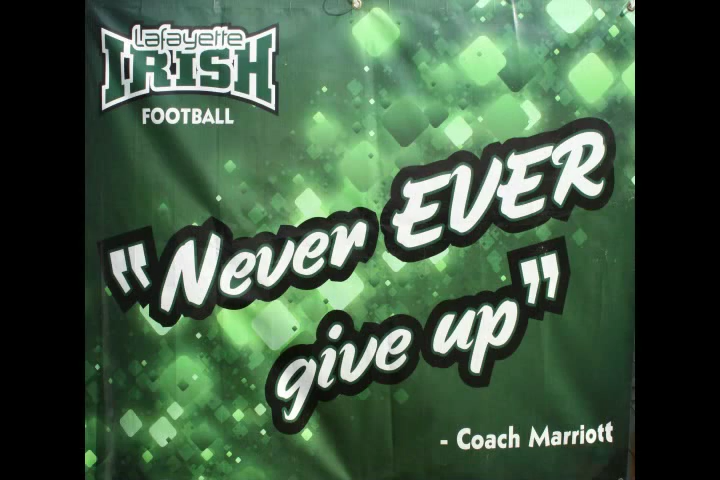 Lafayette
IRISH
FOOTBALL
"Never EVER
give up"
- Coach Marriott